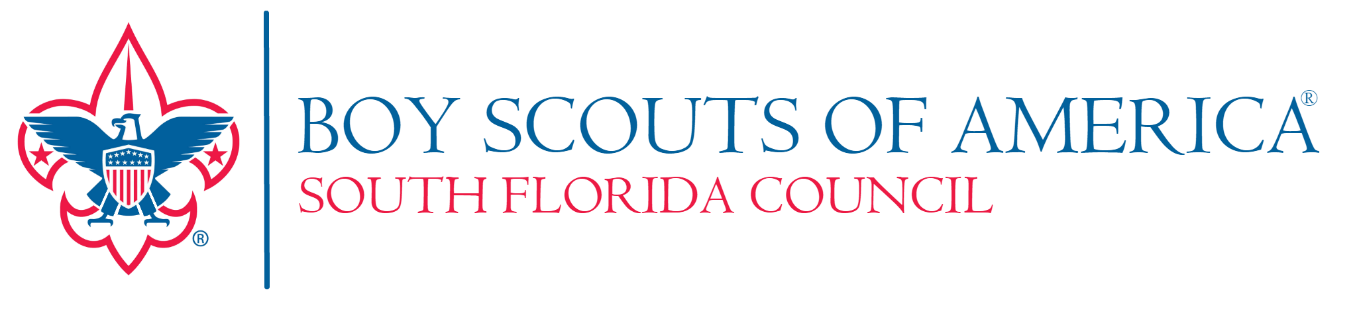 BOY SCOUTS OF AMERICA®
SOUTH FLORIDA COUNCIL
®